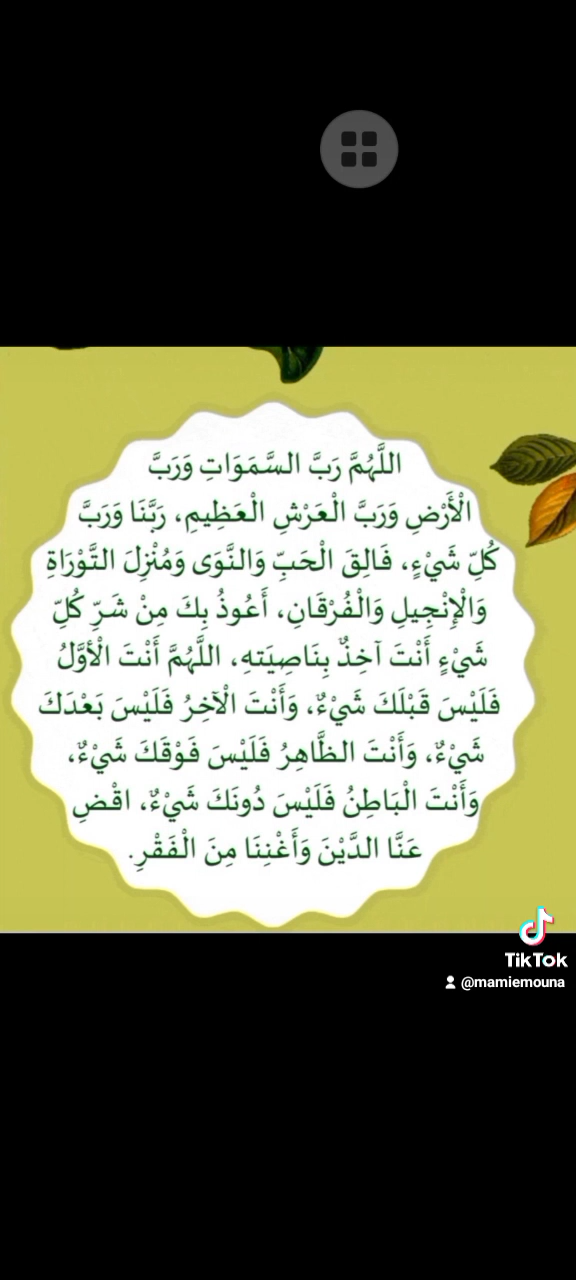 اللَّهُمَّ رَبَّ السَّمَوَاتِ وَرَبَّ
الْأَرْضِ وَرَبَّ الْعَرْشِ الْعَظِيمِ، رَبَّنَا وَرَبَّ
كُلِّ شَيْءٍ، فَالِقَ الْحَبِّ وَالنَّوَى وَمُنْزِلَ التَّوْرَاةِ
وَالْإِنْجِيلِ وَالْفُرْقَانِ، أَعُوذُ بِكَ مِنْ شَرِّ كُلِّ
شَيْءٍ أَنْتَ آخِذٌ بِنَاصِيَتهِ، اللَّهُمَّ أَنْتَ الْأَوَّلُ
فَلَيْسَ قَبْلَكَ شَيْءٌ، وَأَنْتَ الْآخِرُ فَلَيْسَ بَعْدَكَ
شَيْءٌ، وَأَنْتَ الظَّاهِرُ فَلَيْسَ فَوْقَكَ شَيْءٌ،
وَأَنْتَ الْبَاطِنُ فَلَيْسَ دُونَكَ شَيْءٌ، اقْضِ
عَنَّا الدَّيْنَ وَأَغْنِنَا مِنَ الْفَقْرِ.
TikTok
@mamiemouna